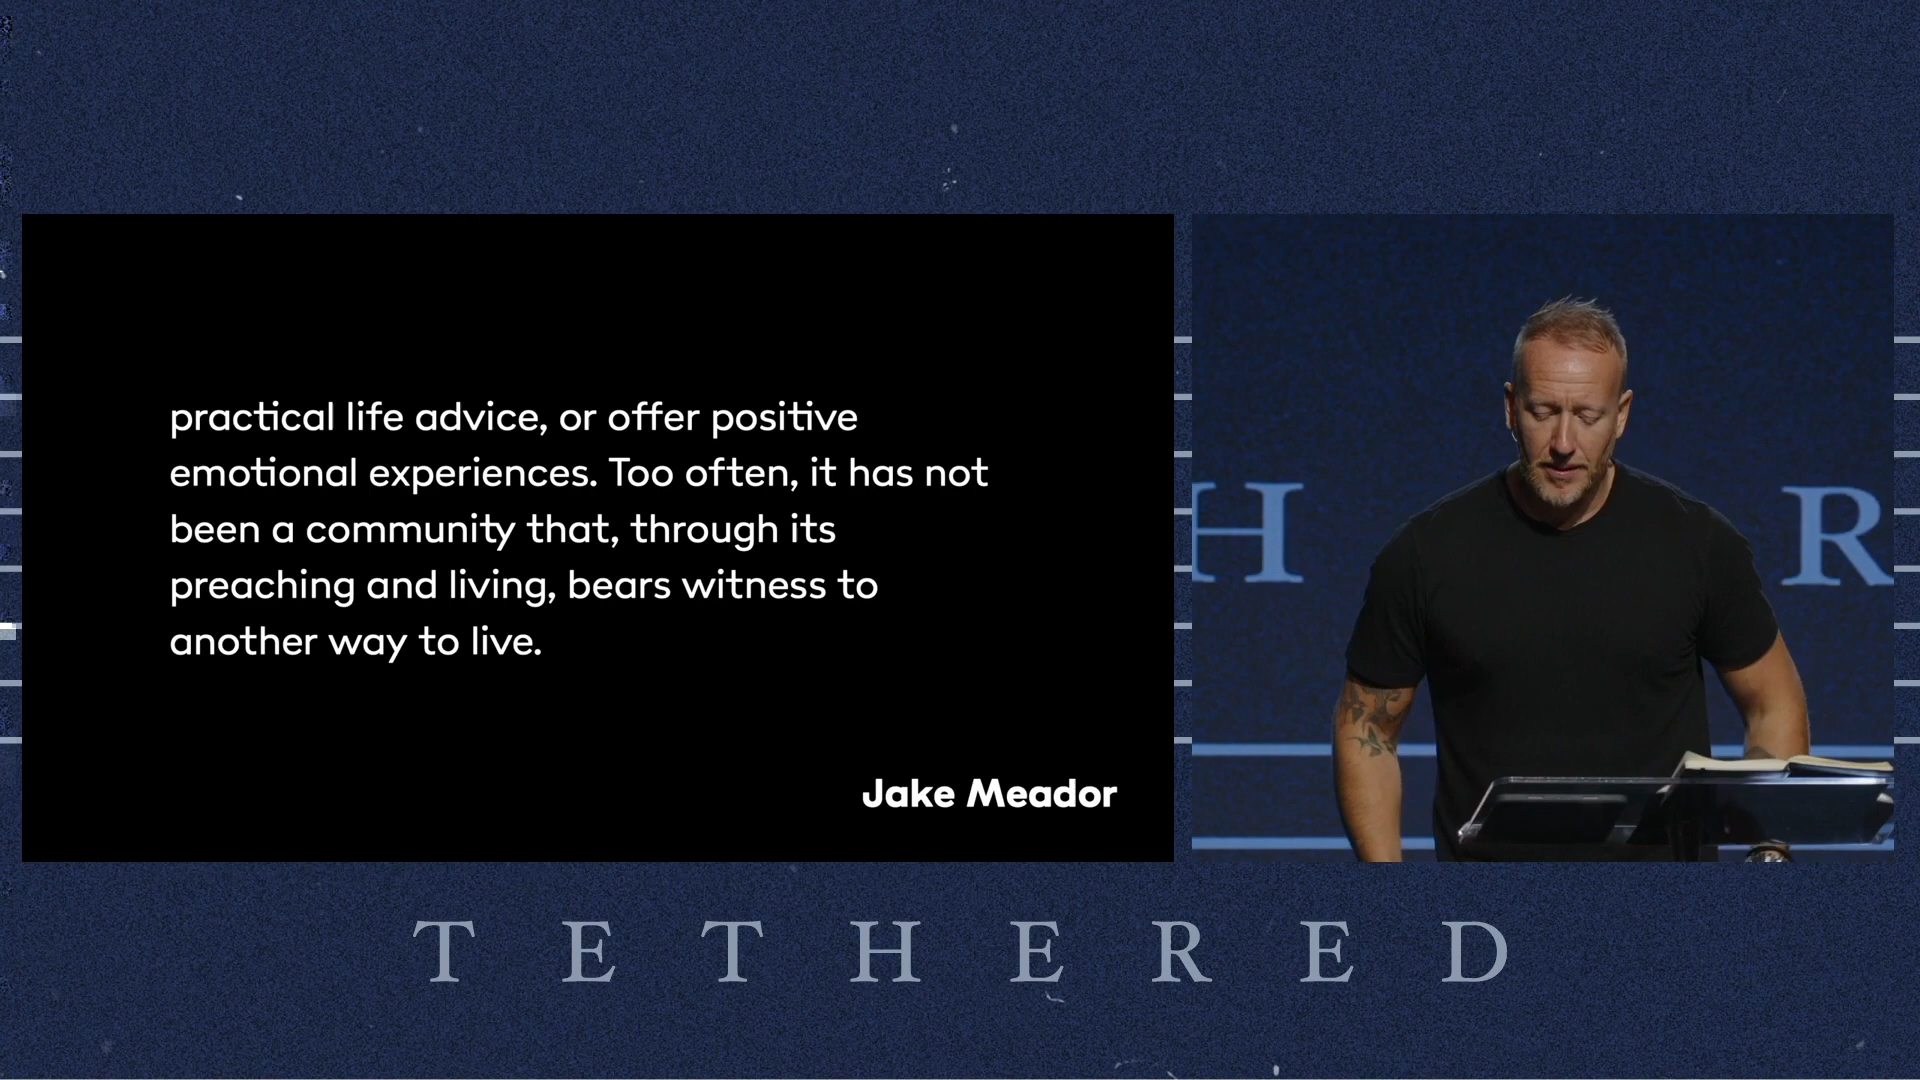 practical life advice, or offer positive
emotional experiences. Too often, it has not
been a community that, through its
preaching and living, bears witness to
another way to live.
Jake Meador
H R
TETHERED